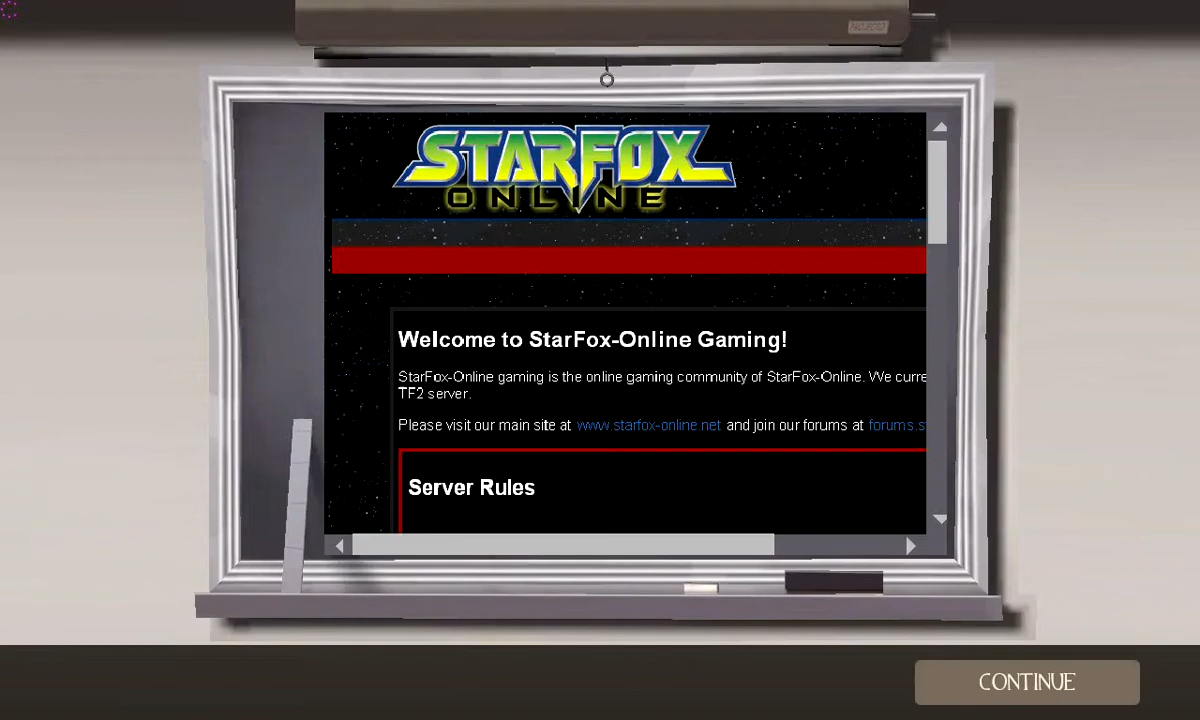 STARFOX
ONLINE
Welcome to StarFox-Online Gaming!
StarFox-Online gaming is the online gaming community of StarFox-Online. We curre
TF2 server.
Please visit our main site at www.starfox-online.net and join our forums at forums.s
Server Rules
CONTINUE